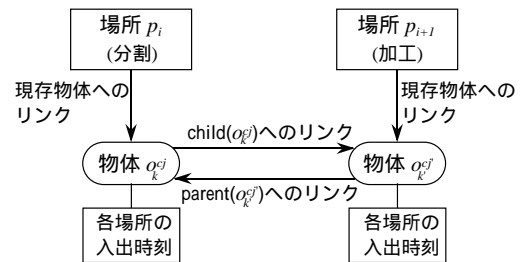 場所 p_i
(分割)
場所 p_{i+1}
(加工)
現存物体への
リンク
現存物体への
リンク
child(o_k^{cj})へのリンク
物体 o_k^{cj}
物体 o_{k'}^{cj'}
parent(o_{k'}^{cj'})へのリンク
各場所の
入出時刻
各場所の
入出時刻